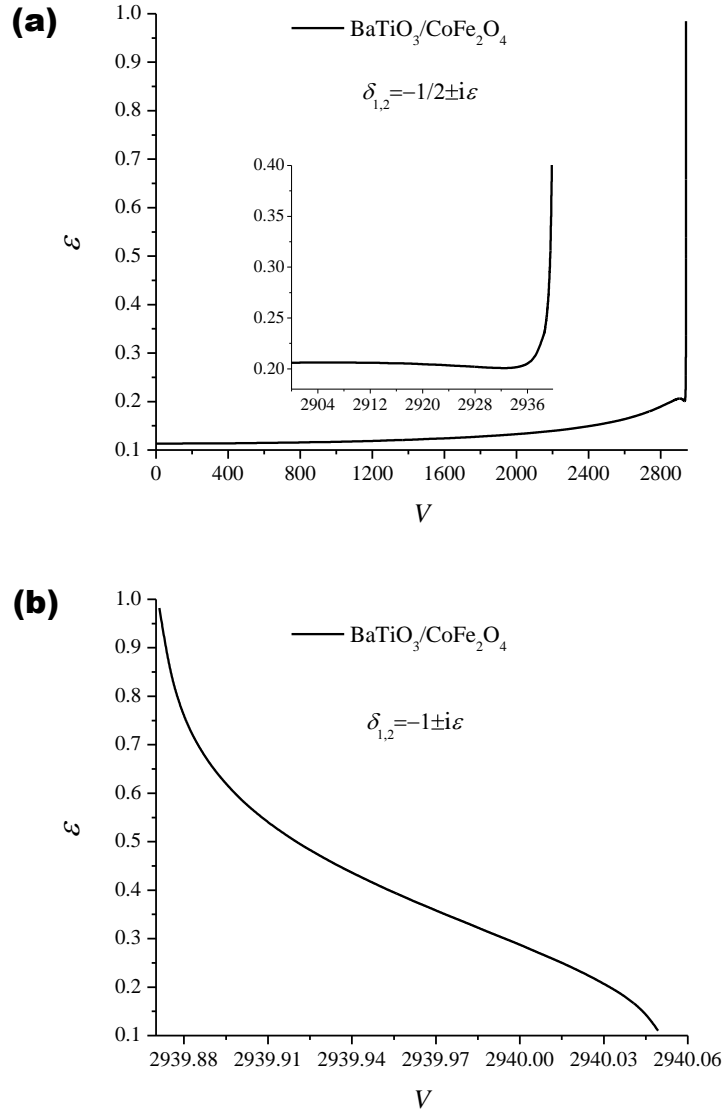 (a)
1.0
0.9
0.8
0.7
0.6
0.5
0.4
0.3
0.2
0.1
ε
BaTiO₃/CoFe₂O₄
δ₁,₂=−1/2±iε
0.40
0.35
0.30
0.25
0.20
2904 2912 2920 2928 2936
0 400 800 1200 1600 2000 2400 2800
V
(b)
1.0
0.9
0.8
0.7
0.6
0.5
0.4
0.3
0.2
0.1
ε
BaTiO₃/CoFe₂O₄
δ₁,₂=−1±iε
2939.88 2939.91 2939.94 2939.97 2940.00 2940.03 2940.06
V